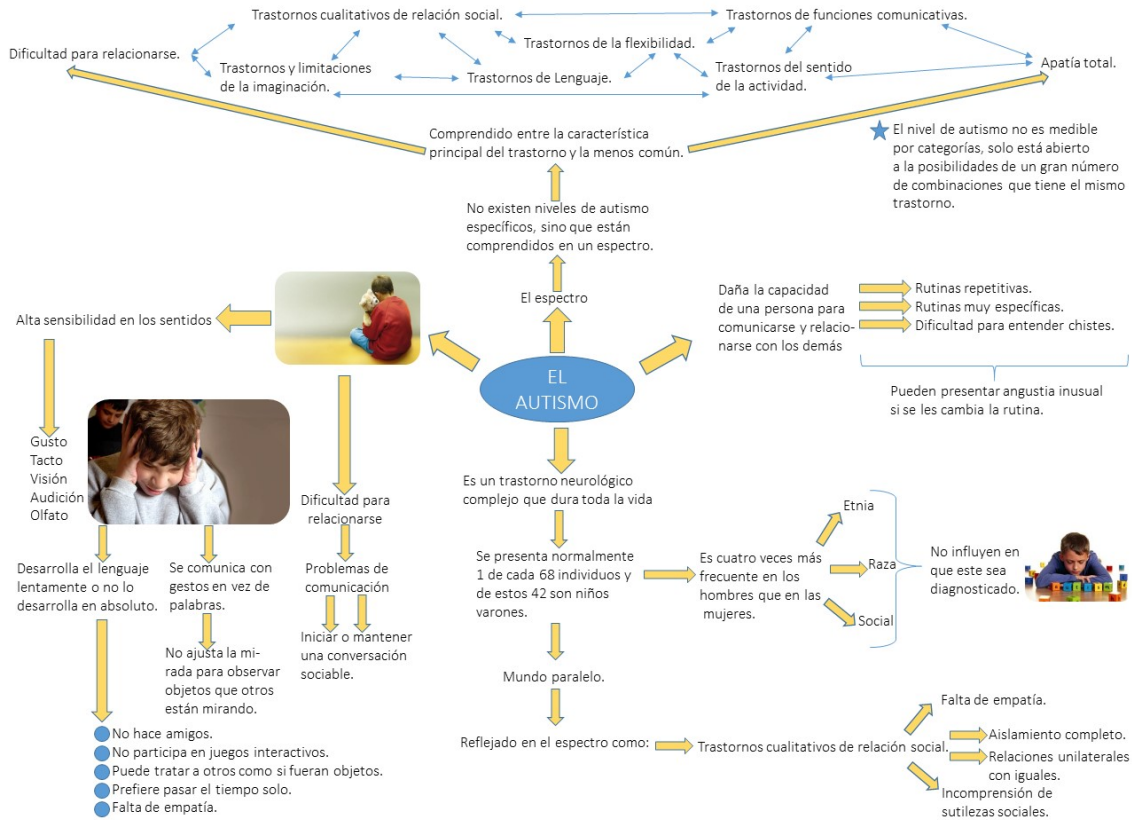 Trastornos cualitativos de relación social.
Trastornos de funciones comunicativas.
Dificultad para relacionarse.
Trastornos de la flexibilidad.
Trastornos y limitaciones
de la imaginación.
Trastornos de Lenguaje.
Trastornos del sentido
de la actividad.
Apatía total.
Comprendido entre la característica
principal del trastorno y la menos común.
El nivel de autismo no es medible
por categorías, solo está abierto
a la posibilidades de un gran número
de combinaciones que tiene el mismo
trastorno.
No existen niveles de autismo
específicos, sino que están
comprendidos en un espectro.
El espectro
Alta sensibilidad en los sentidos
Daña la capacidad
de una persona para
comunicarse y relacio-
narse con los demás
Rutinas repetitivas.
Rutinas muy específicas.
Dificultad para entender chistes.
Pueden presentar angustia inusual
si se les cambia la rutina.
EL
AUTISMO
Gusto
Tacto
Visión
Audición
Olfato
Es un trastorno neurológico
complejo que dura toda la vida
Dificultad para
relacionarse
Desarrolla el lenguaje
lentamente o no lo
desarrolla en absoluto.
Se comunica con
gestos en vez de
palabras.
Problemas de
comunicación
Se presenta normalmente
1 de cada 68 individuos y
de estos 42 son niños
varones.
Es cuatro veces más
frecuente en los
hombres que en las
mujeres.
Etnia
Raza
Social
No influyen en
que este sea
diagnosticado.
No ajusta la mi-
rada para observar
objetos que otros
están mirando.
Iniciar o mantener
una conversación
sociable.
Mundo paralelo.
No hace amigos.
No participa en juegos interactivos.
Puede tratar a otros como si fueran objetos.
Prefiere pasar el tiempo solo.
Falta de empatía.
Reflejado en el espectro como:
Trastornos cualitativos de relación social.
Falta de empatía.
Aislamiento completo.
Relaciones unilaterales
con iguales.
Incomprensión de
sutilezas sociales.